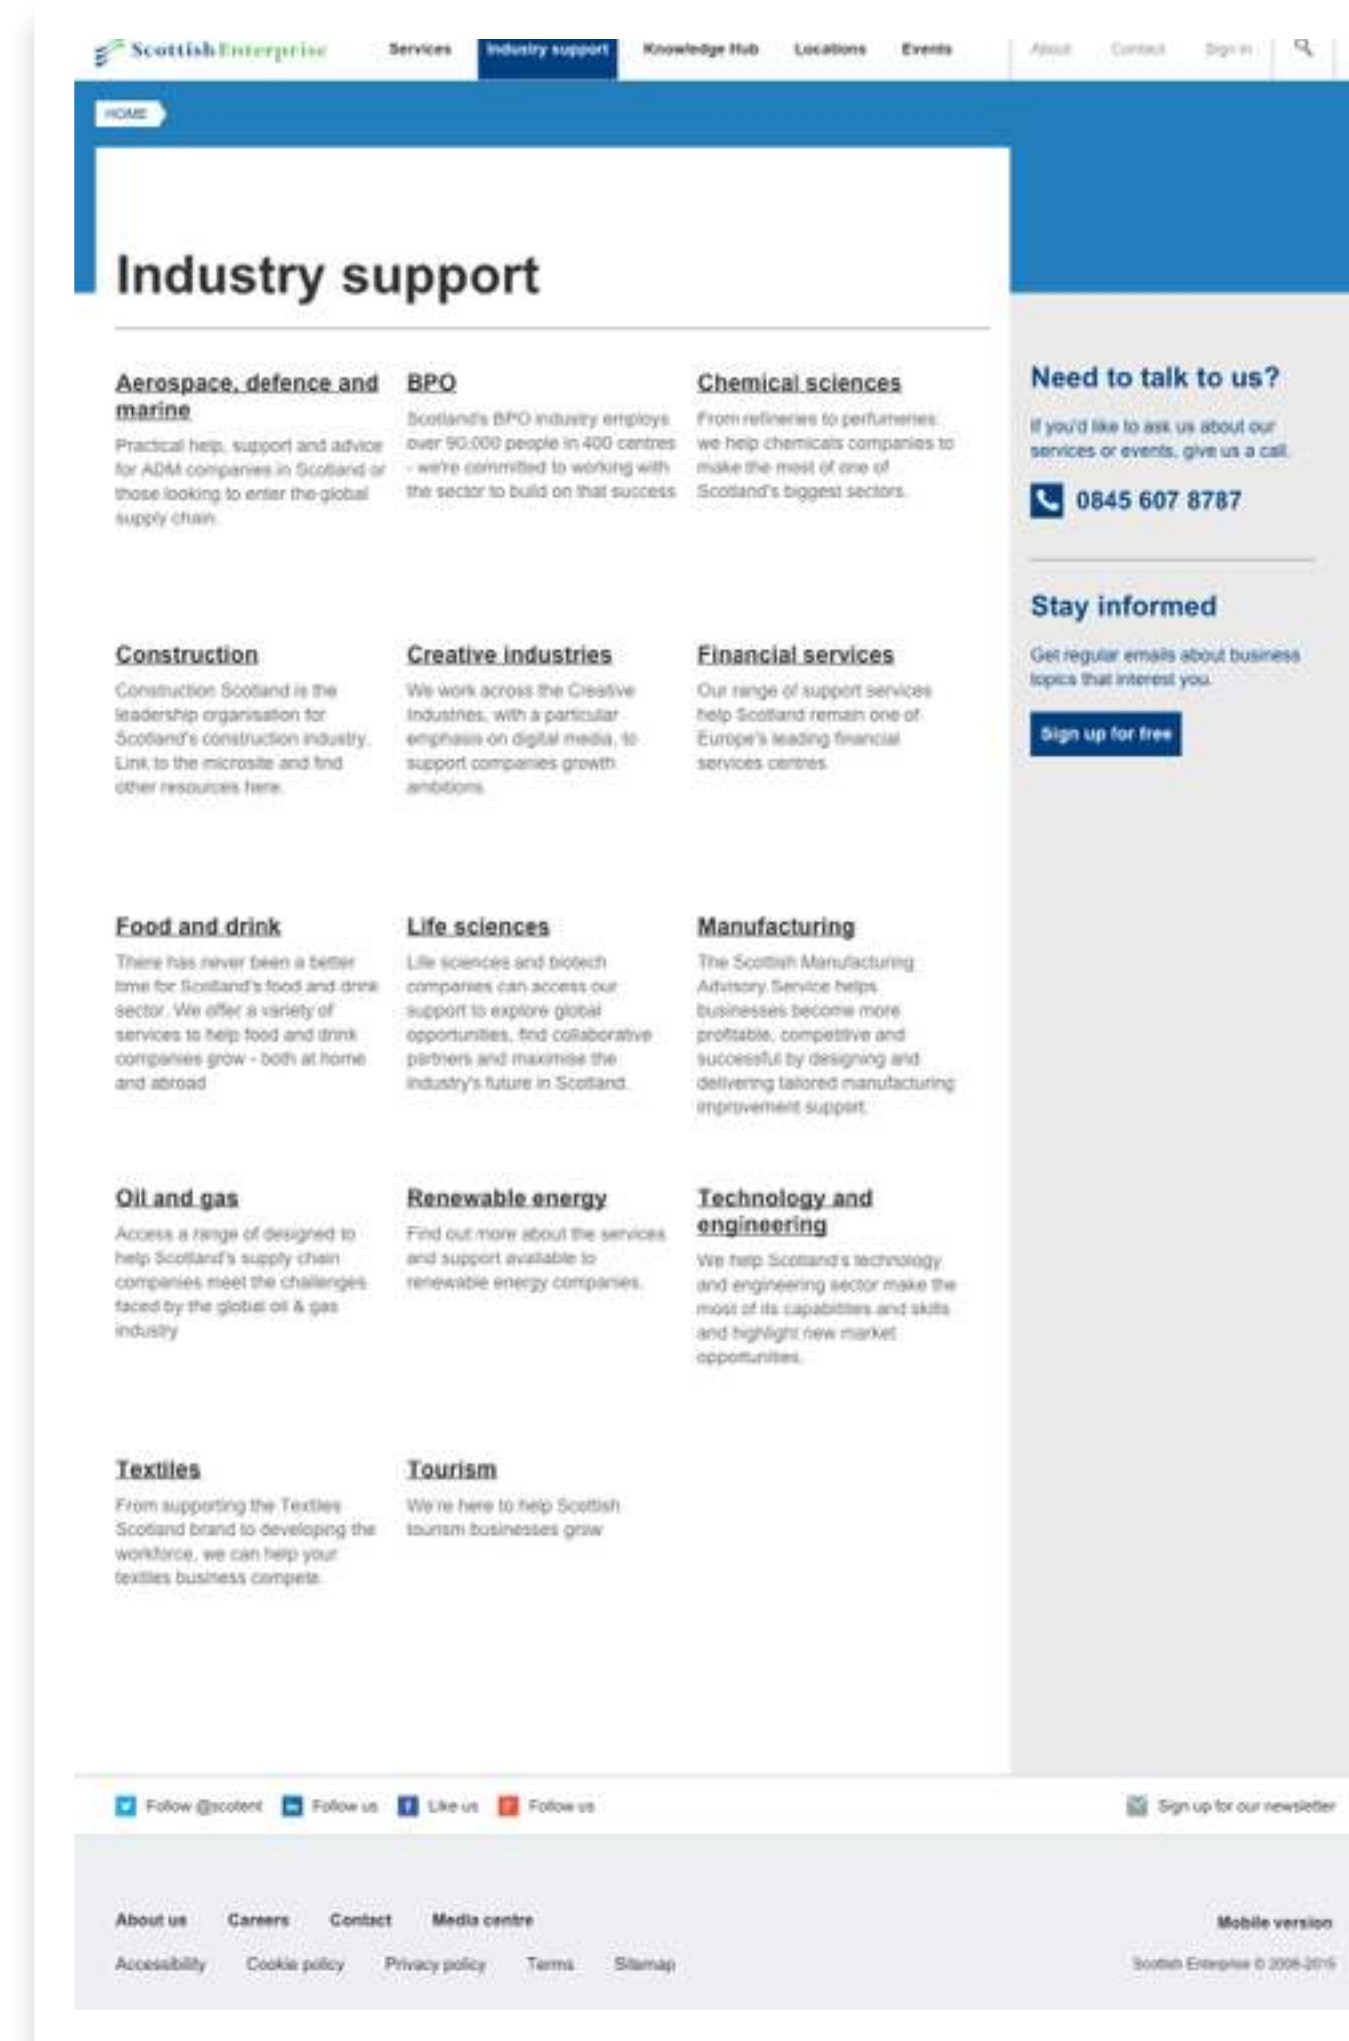 Scottish Enterprise
Services Industry support Knowledge Hub Locations Events About Contact Sign in
HOME
Industry support
Aerospace, defence and
marine
Practical help, support and advice
for ADM companies in Scotland or
those looking to enter the global
supply chain.
BPO
Scotland's BPO industry employs
over 90,000 people in 400 centres
- we're committed to working with
the sector to build on that success
Chemical sciences
From refineries to perfumeries
we help chemicals companies to
make the most of one of
Scotland's biggest sectors.
Construction
Construction Scotland is the
leadership organisation for
Scotland's construction industry.
Link to the microsite and find
other resources here.
Creative industries
We work across the Creative
Industries, with a particular
emphasis on digital media, to
support companies growth
ambitions.
Financial services
Our range of support services
help Scotland remain one of
Europe's leading financial
services centres.
Food and drink
There has never been a better
time for Scotland's food and drink
sector. We offer a variety of
services to help food and drink
companies grow - both at home
and abroad
Life sciences
Life sciences and biotech
companies can access our
support to explore global
opportunities, find collaborative
partners and maximise the
industry's future in Scotland.
Manufacturing
The Scottish Manufacturing
Advisory Service helps
businesses become more
profitable, competitive and
successful by designing and
delivering tailored manufacturing
improvement support.
Oil and gas
Access a range of designed to
help Scotland's supply chain
companies meet the challenges
faced by the global oil & gas
industry
Renewable energy
Find out more about the services
and support available to
renewable energy companies.
Technology and
engineering
We help Scotland's technology
and engineering sector make the
most of its capabilities and skills
and highlight new market
opportunities.
Textiles
From supporting the Textiles
Scotland brand to developing the
workforce, we can help your
textiles business compete.
Tourism
We're here to help Scottish
tourism businesses grow
Need to talk to us?
If you'd like to ask us about our
services or events, give us a call.
0845 607 8787
Stay informed
Get regular emails about business
topics that interest you.
Sign up for free
Follow @scotent Follow us Like us Follow us Sign up for our newsletter
About us Careers Contact Media centre Mobile version
Accessibility Cookie policy Privacy policy Terms Sitemap Scottish Enterprise © 2008-2015